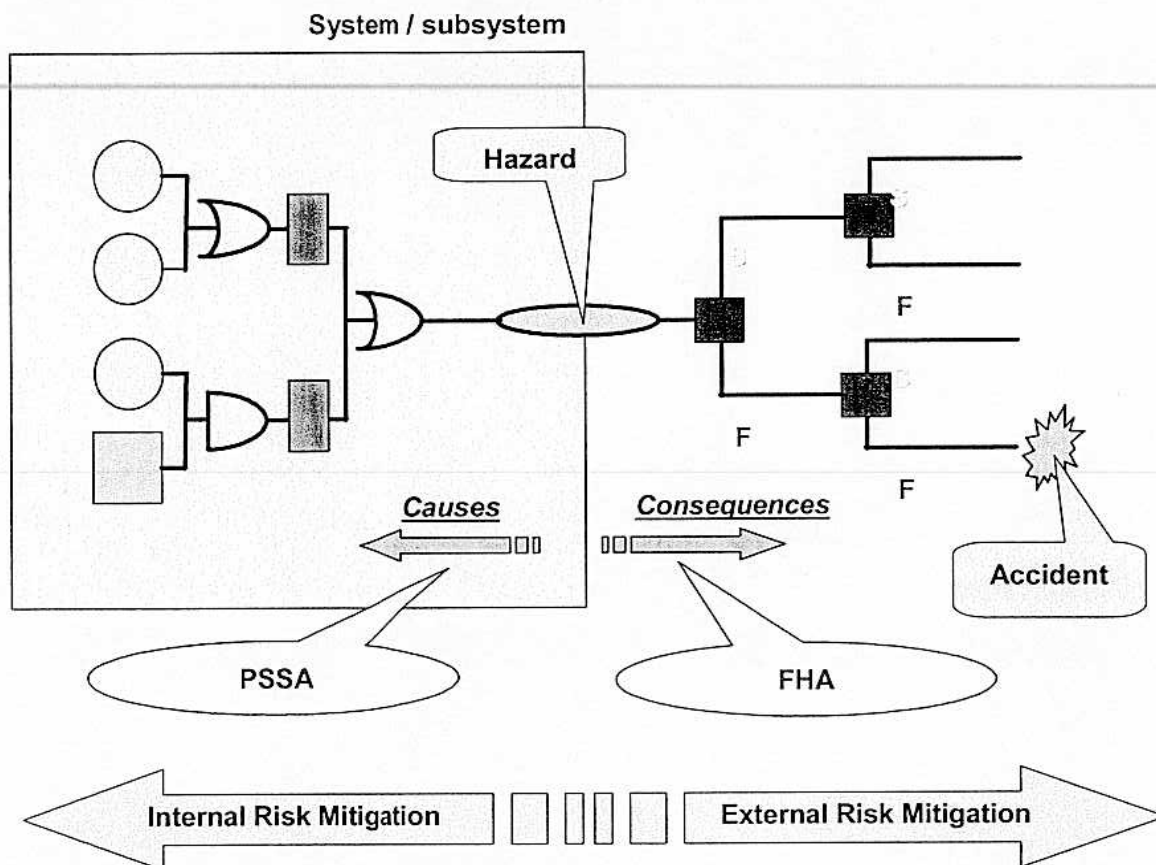 System / subsystem
Hazard
F
F
F
Causes
Consequences
Accident
PSSA
FHA
Internal Risk Mitigation
External Risk Mitigation